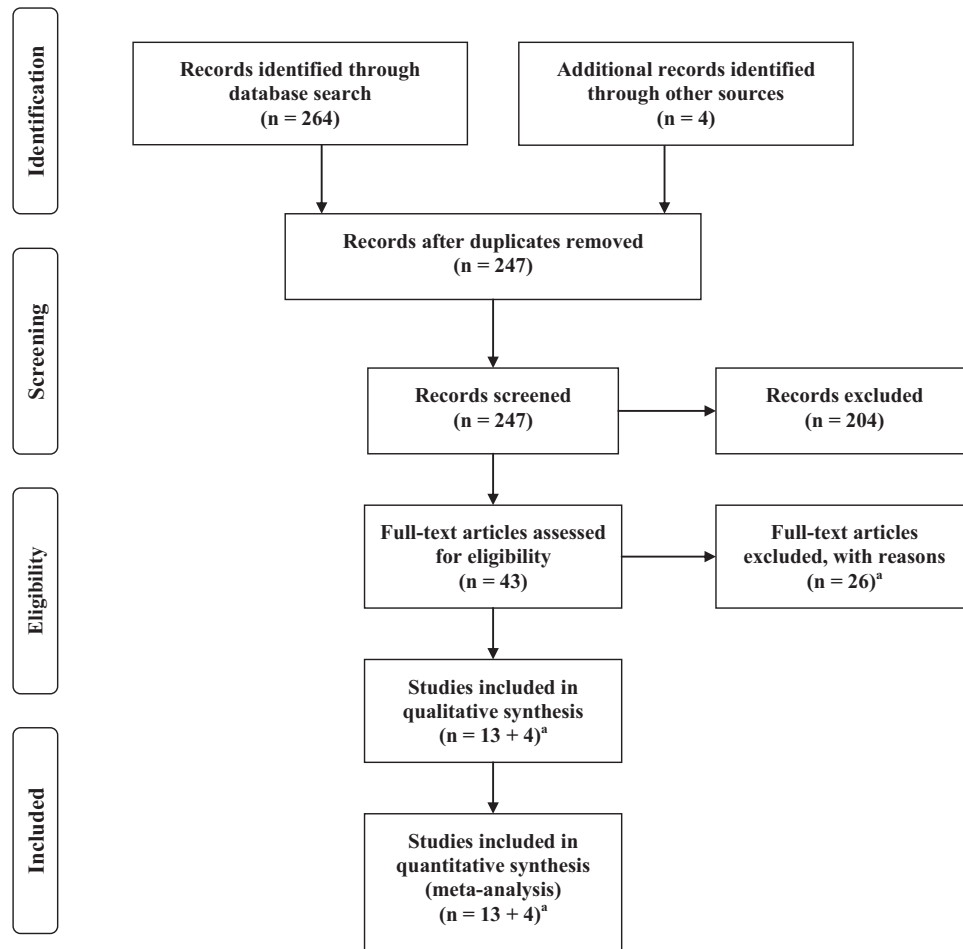 Identification
Records identified through
database search
(n = 264)
Additional records identified
through other sources
(n = 4)
Records after duplicates removed
(n = 247)
Screening
Records screened
(n = 247)
Records excluded
(n = 204)
Eligibility
Full-text articles assessed
for eligibility
(n = 43)
Full-text articles
excluded, with reasons
(n = 26)ᵃ
Studies included in
qualitative synthesis
(n = 13 + 4)ᵃ
Included
Studies included in
quantitative synthesis
(meta-analysis)
(n = 13 + 4)ᵃ